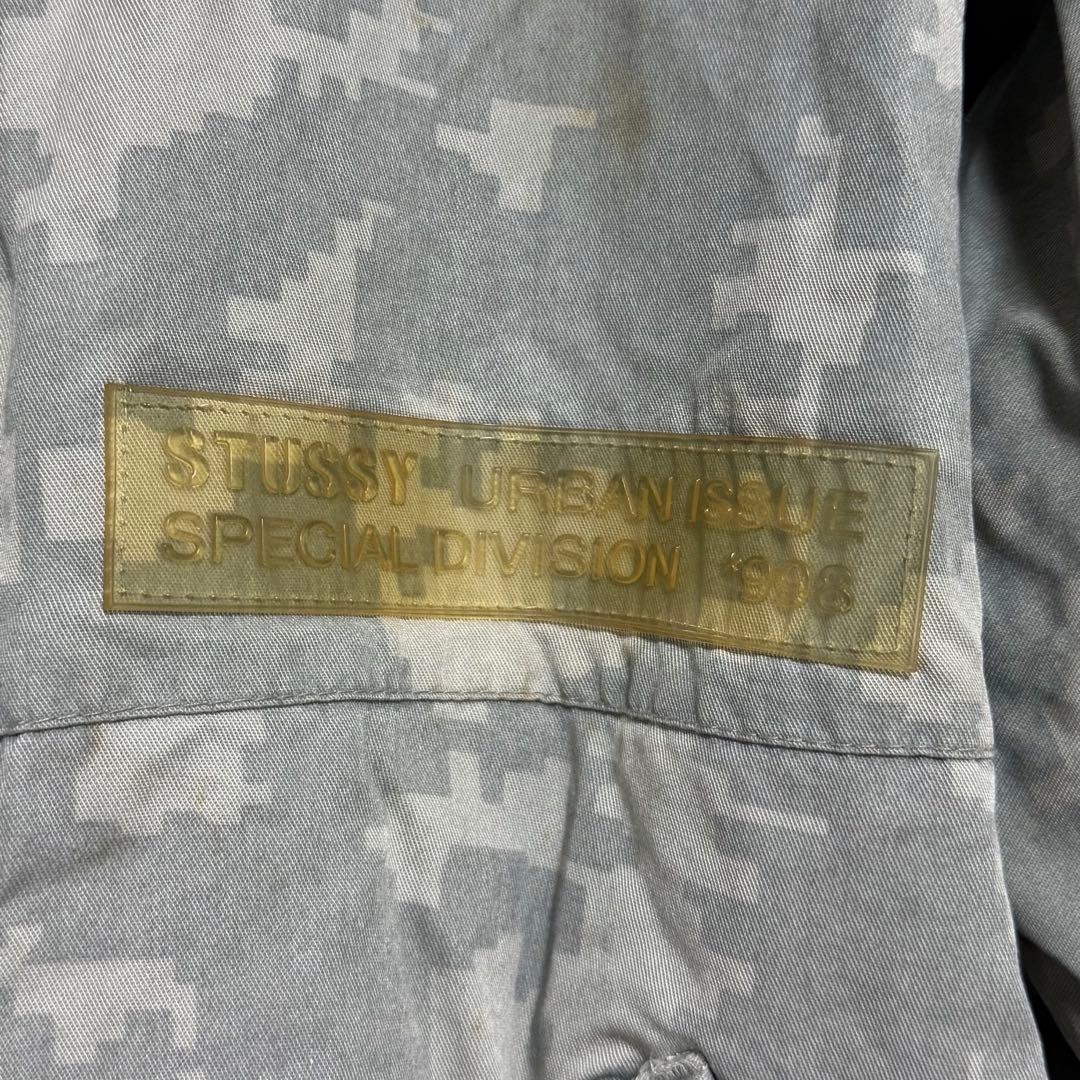 STUSSY URBAN ISSUE
SPECIAL DIVISION '998